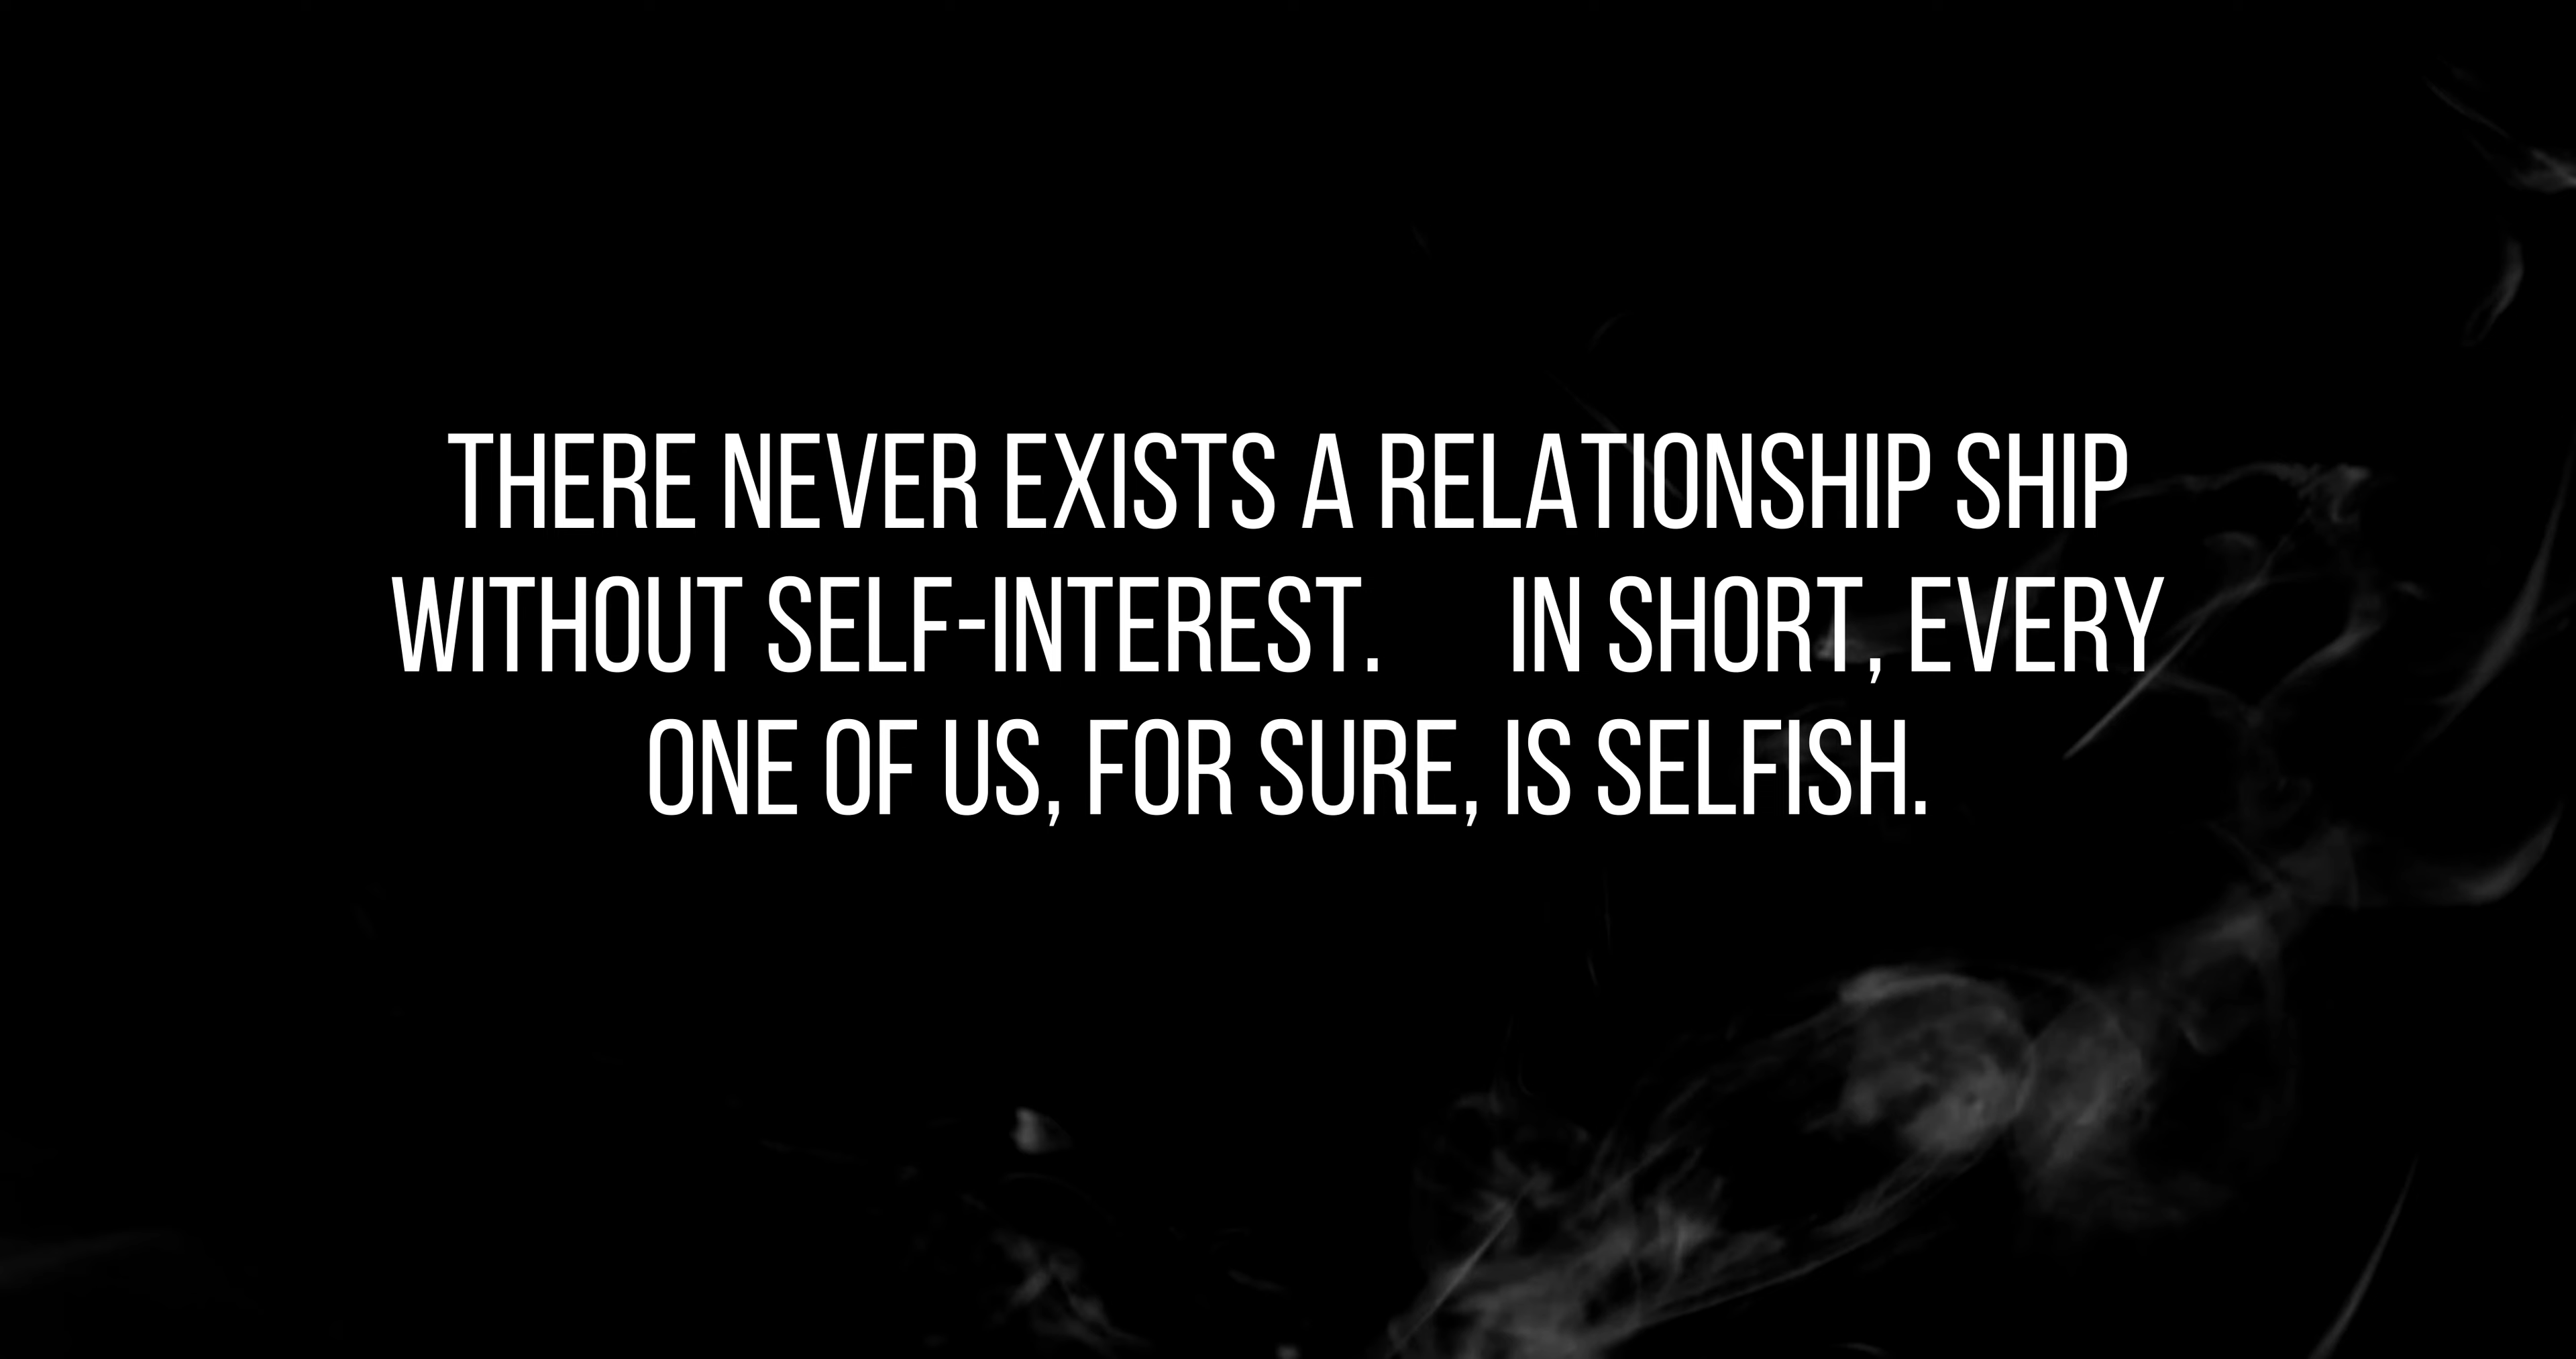 THERE NEVER EXISTS A RELATIONSHIP SHIP
WITHOUT SELF-INTEREST. IN SHORT, EVERY
ONE OF US, FOR SURE, IS SELFISH.